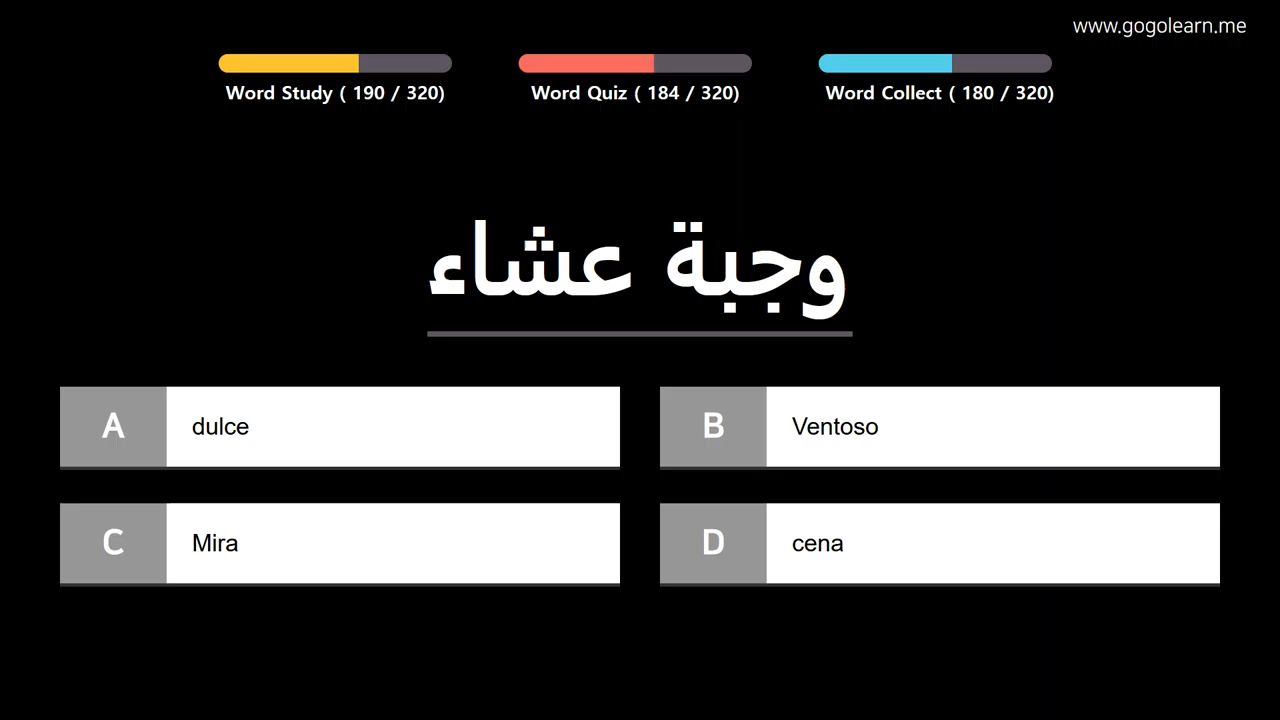 www.gogolearn.me
Word Study ( 190 / 320)
Word Quiz ( 184 / 320)
Word Collect ( 180 / 320)
وجبة عشاء
A dulce
B Ventoso
C Mira
D cena